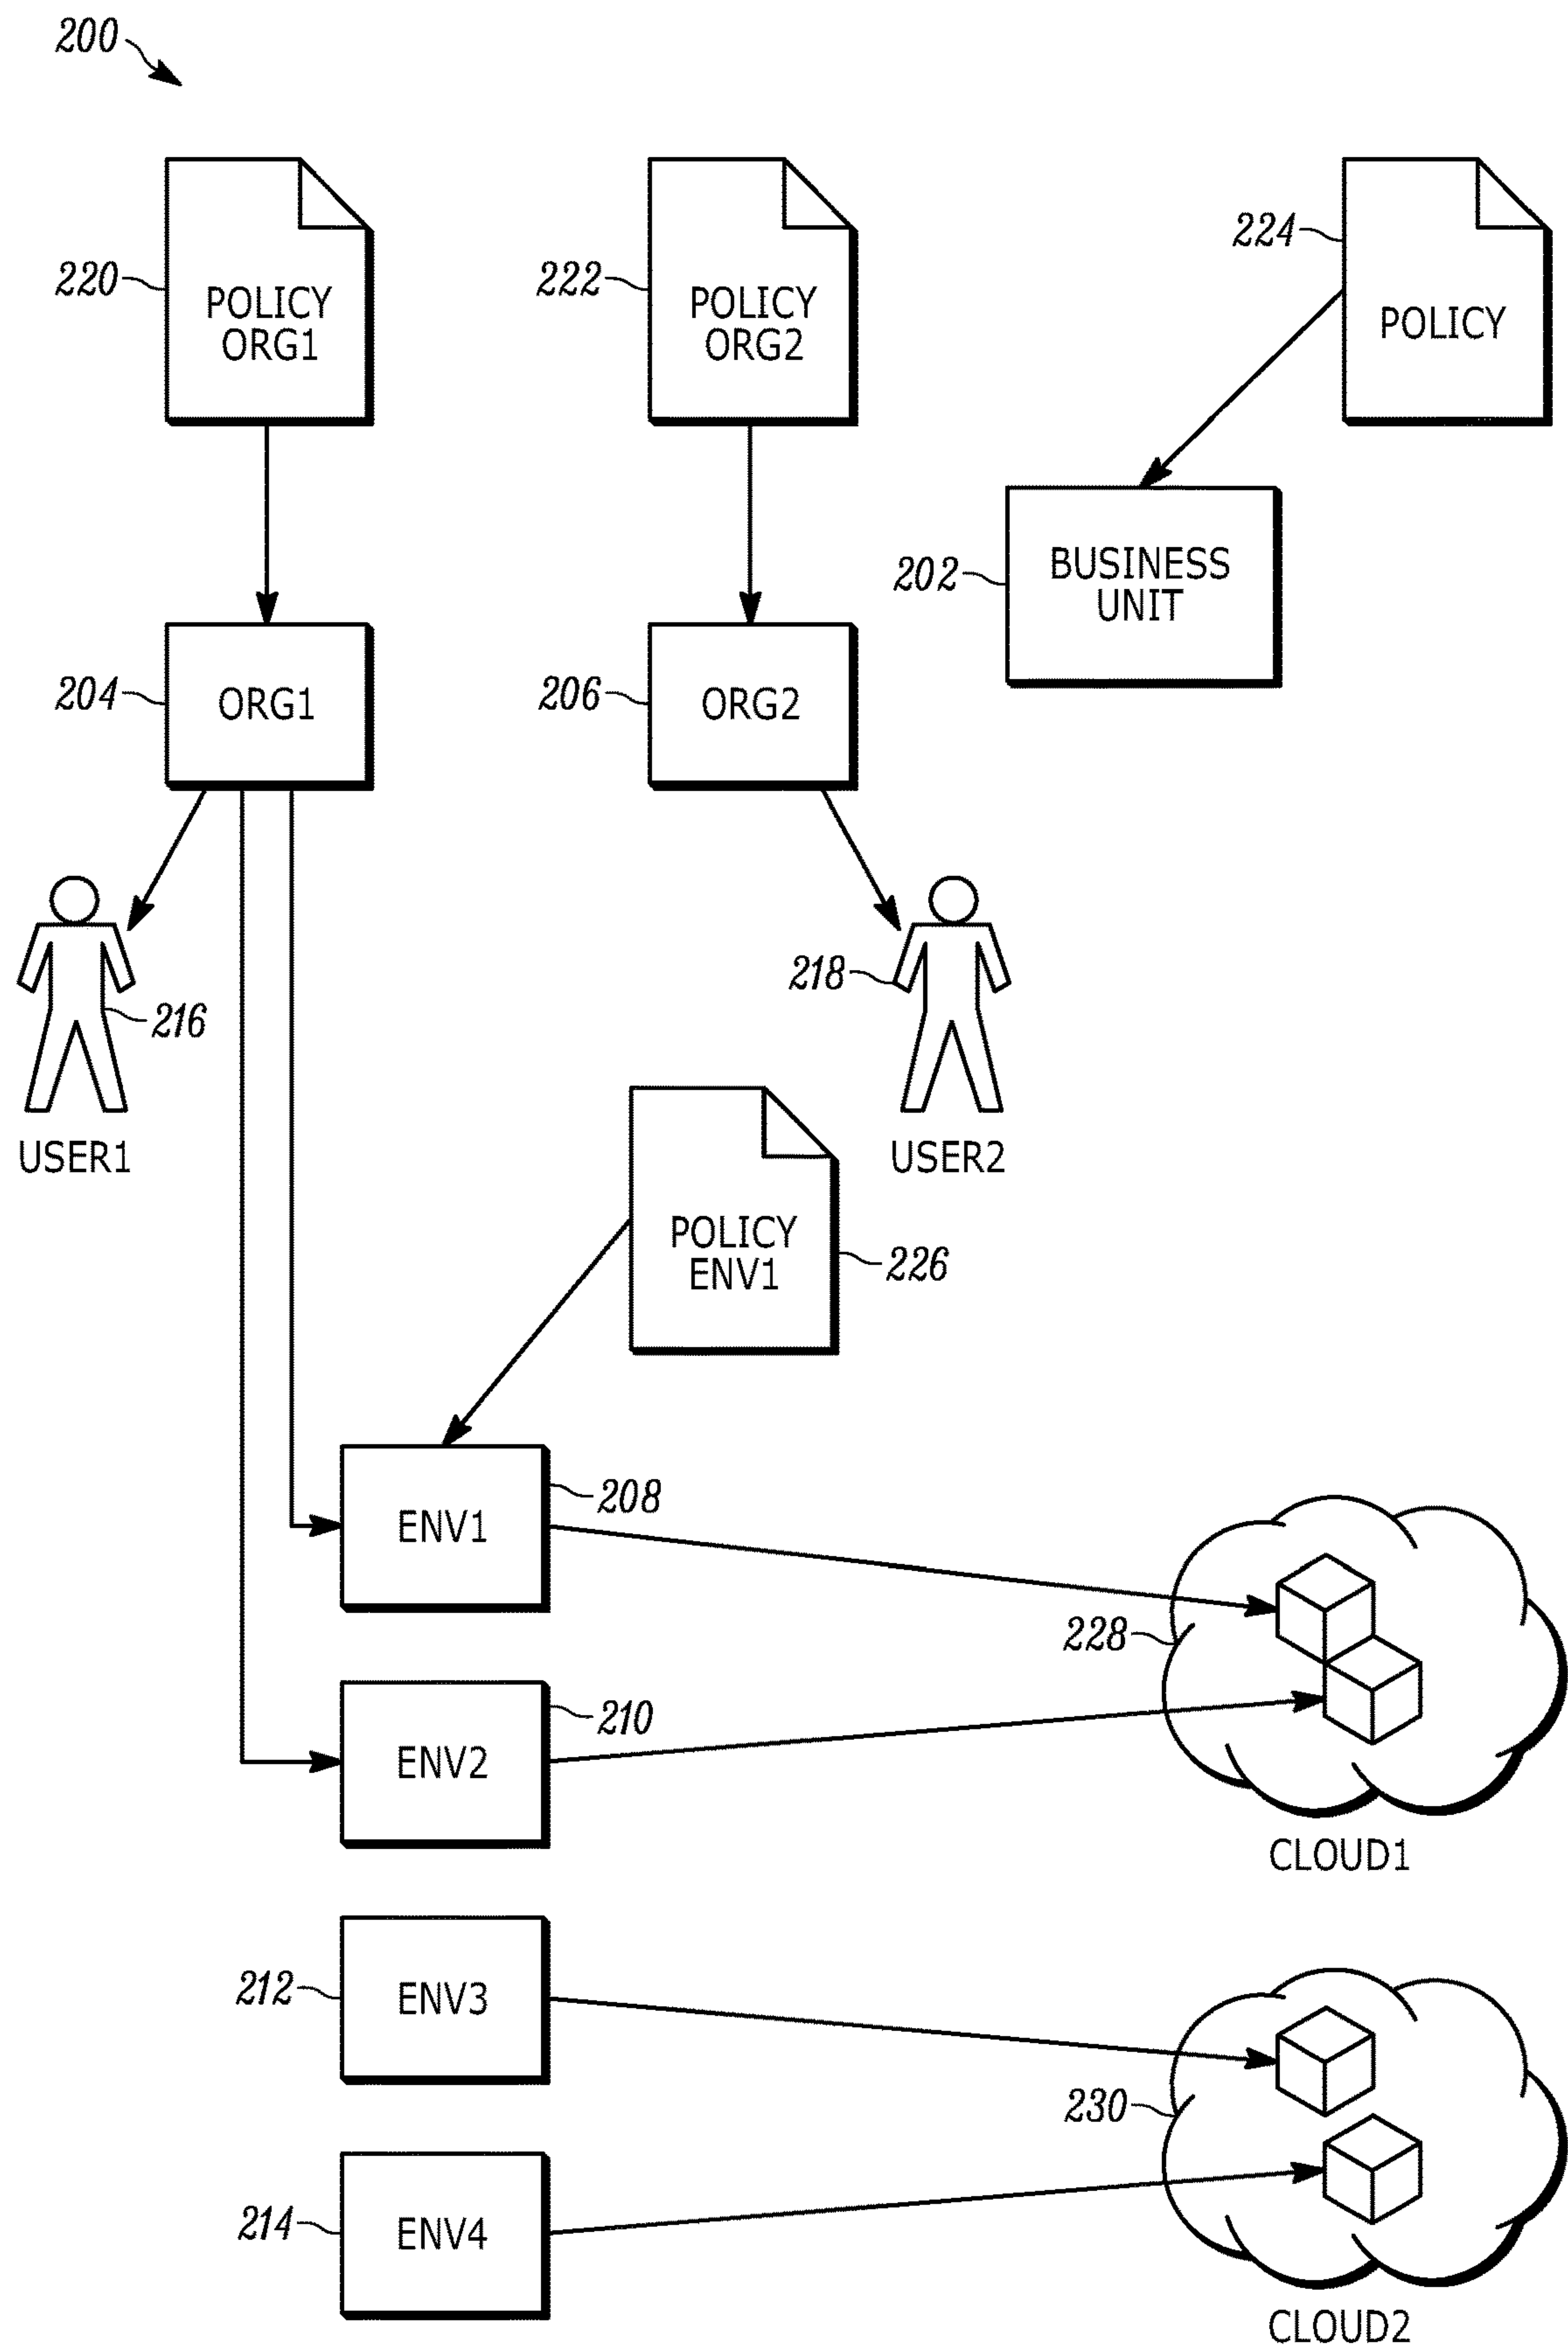 200
220
POLICY
ORG1
222
POLICY
ORG2
224
POLICY
202
BUSINESS
UNIT
204
ORG1
206
ORG2
216
USER1
218
USER2
POLICY
ENV1
226
ENV1
208
228
ENV2
210
CLOUD1
212
ENV3
230
214
ENV4
CLOUD2